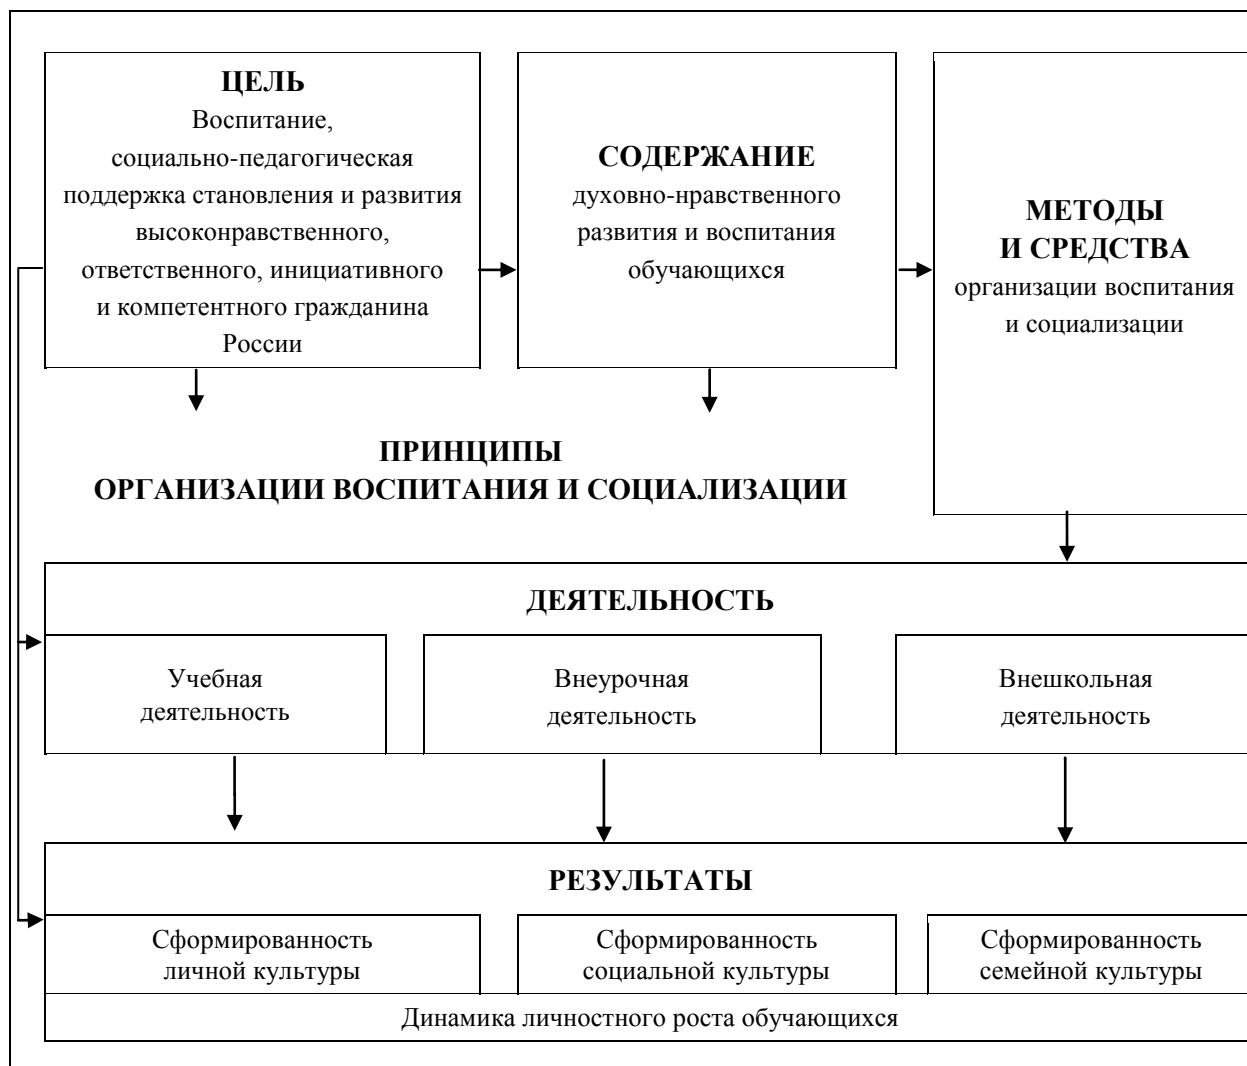 ЦЕЛЬ
Воспитание,
социально-педагогическая
поддержка становления и развития
высоконравственного,
ответственного, инициативного
и компетентного гражданина
России
СОДЕРЖАНИЕ
духовно-нравственного
развития и воспитания
обучающихся
МЕТОДЫ
И СРЕДСТВА
организации воспитания
и социализации
ПРИНЦИПЫ
ОРГАНИЗАЦИИ ВОСПИТАНИЯ И СОЦИАЛИЗАЦИИ
ДЕЯТЕЛЬНОСТЬ
Учебная
деятельность
Внеурочная
деятельность
Внешкольная
деятельность
РЕЗУЛЬТАТЫ
Сформированность
личной культуры
Сформированность
социальной культуры
Сформированность
семейной культуры
Динамика личностного роста обучающихся